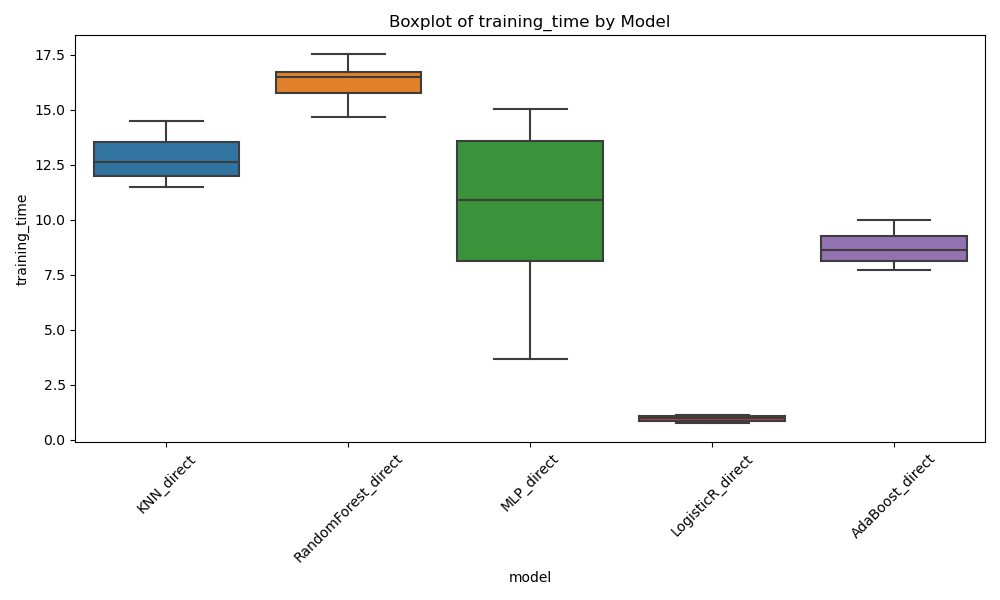 Boxplot of training_time by Model
training_time
17.5
15.0
12.5
10.0
7.5
5.0
2.5
0.0
KNN_direct
RandomForest_direct
MLP_direct
LogisticR_direct
AdaBoost_direct
model